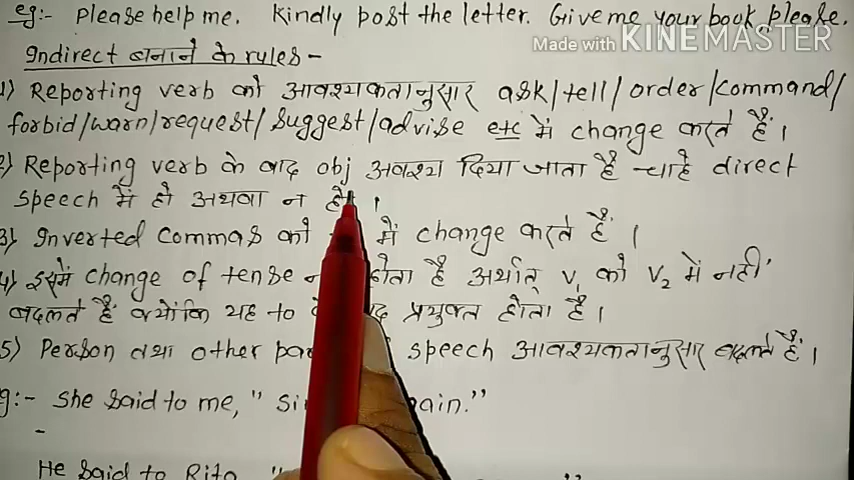 eg:- Please help me. Kindly post the letter. Give me your book please.
Made with KINEMASTER
Indirect बनाने के rules -
1) Reporting verb को आवश्यकतानुसार ask/tell/order/command/
forbid/warn/request/suggest/advise etc में change करते हैं।
2) Reporting verb के बाद obj अवश्य दिया जाता है चाहे direct
speech में हो अथवा न हो।
3) Inverted commas को में change करते हैं।
4) इसमें change of tense होता है अर्थात् V1 को V2 में नहीं
बदलते हैं क्योंकि यह to प्रयुक्त होता है।
5) Person तथा other speech आवश्यकतानुसार बदलते हैं।
eg:- She said to me, "
He said to Rita, "